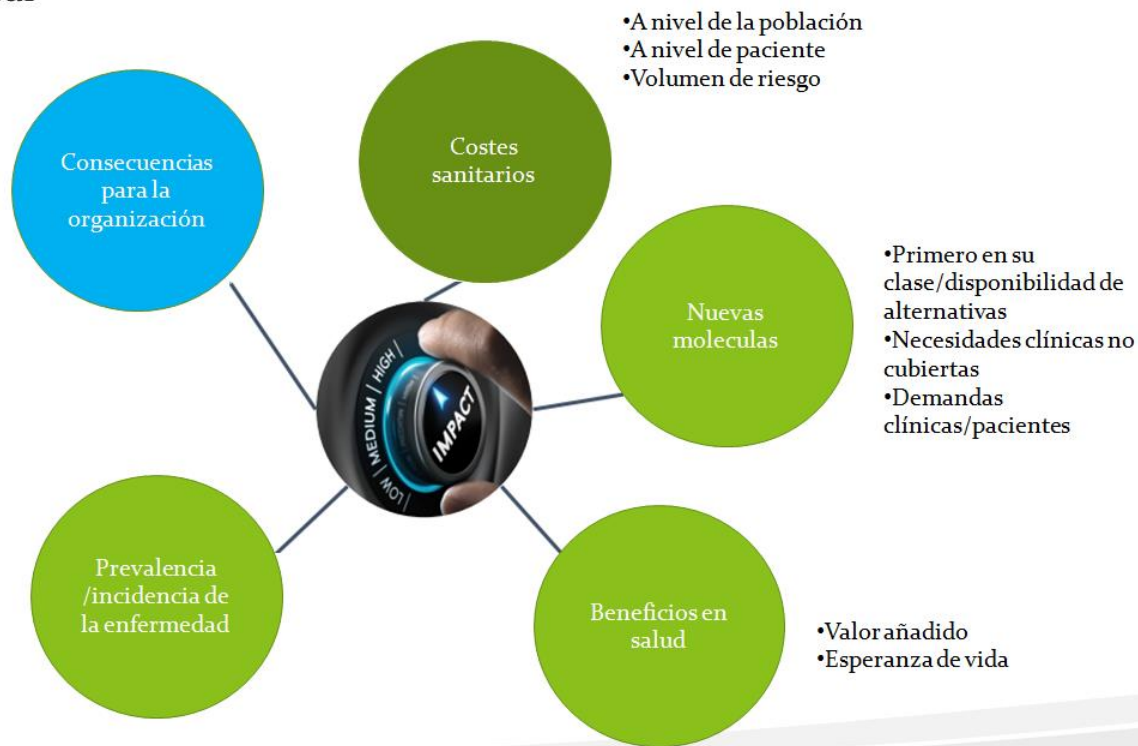 •A nivel de la población
•A nivel de paciente
•Volumen de riesgo
Costes
sanitarios
Consecuencias
para la
organización
Nuevas
moleculas
•Primero en su
clase/disponibilidad de
alternativas
•Necesidades clínicas no
cubiertas
•Demandas
clínicas/pacientes
LOW | MEDIUM | HIGH |
IMPACT
Prevalencia
/incidencia de
la enfermedad
Beneficios en
salud
•Valor añadido
•Esperanza de vida